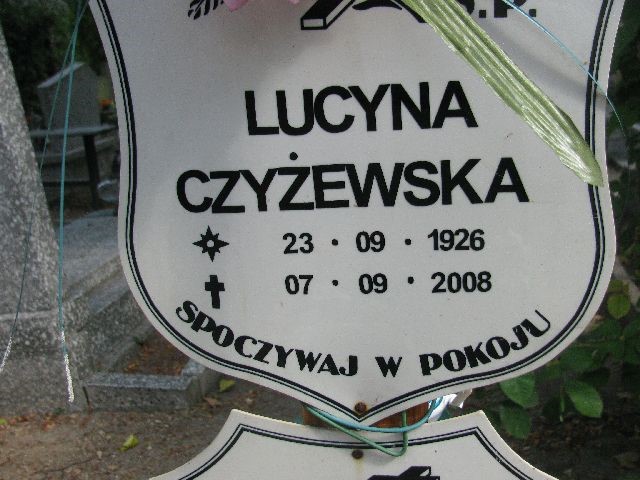 Ś.P.
LUCYNA
CZYŻEWSKA
23 · 09 · 1926
07 · 09 · 2008
SPOCZYWAJ W POKOJU